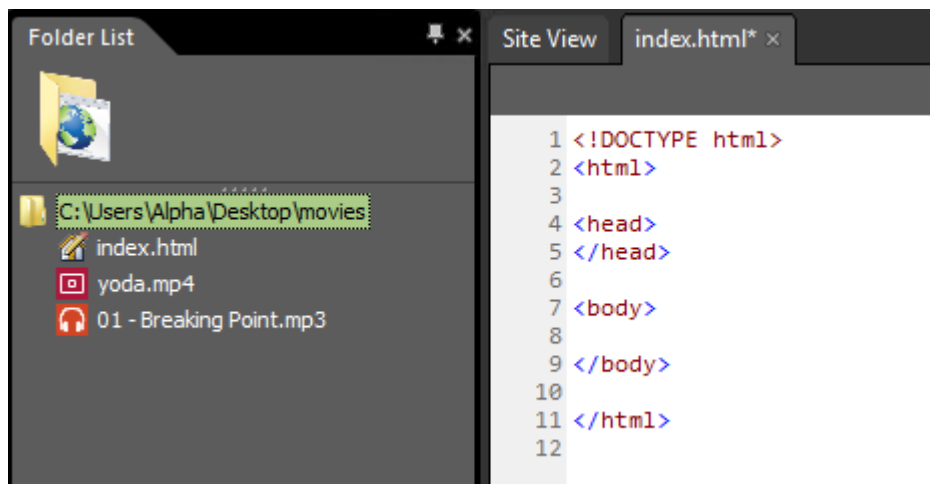 Folder List
C:\Users\Alpha\Desktop\movies
index.html
yoda.mp4
01 - Breaking Point.mp3
Site View index.html* ×
1 <!DOCTYPE html>
2 <html>
3
4 <head>
5 </head>
6
7 <body>
8
9 </body>
10
11 </html>
12